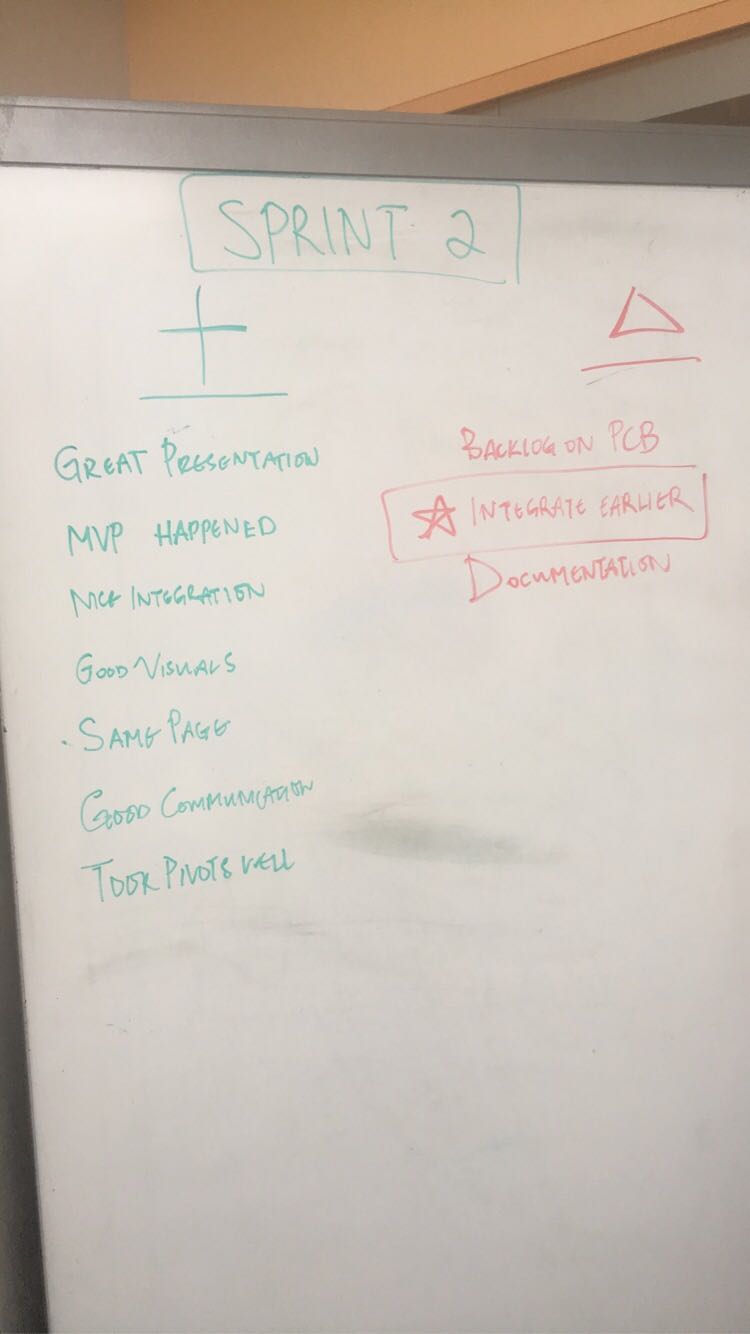 SPRINT 2
+
△
GREAT PRESENTATION
MVP HAPPENED
NICE INTEGRATION
GOOD VISUALS
SAME PAGE
GOOD COMMUNICATION
TOOK PIVOTS WELL
BACKLOG ON PCB
☆ INTEGRATE EARLIER
DOCUMENTATION